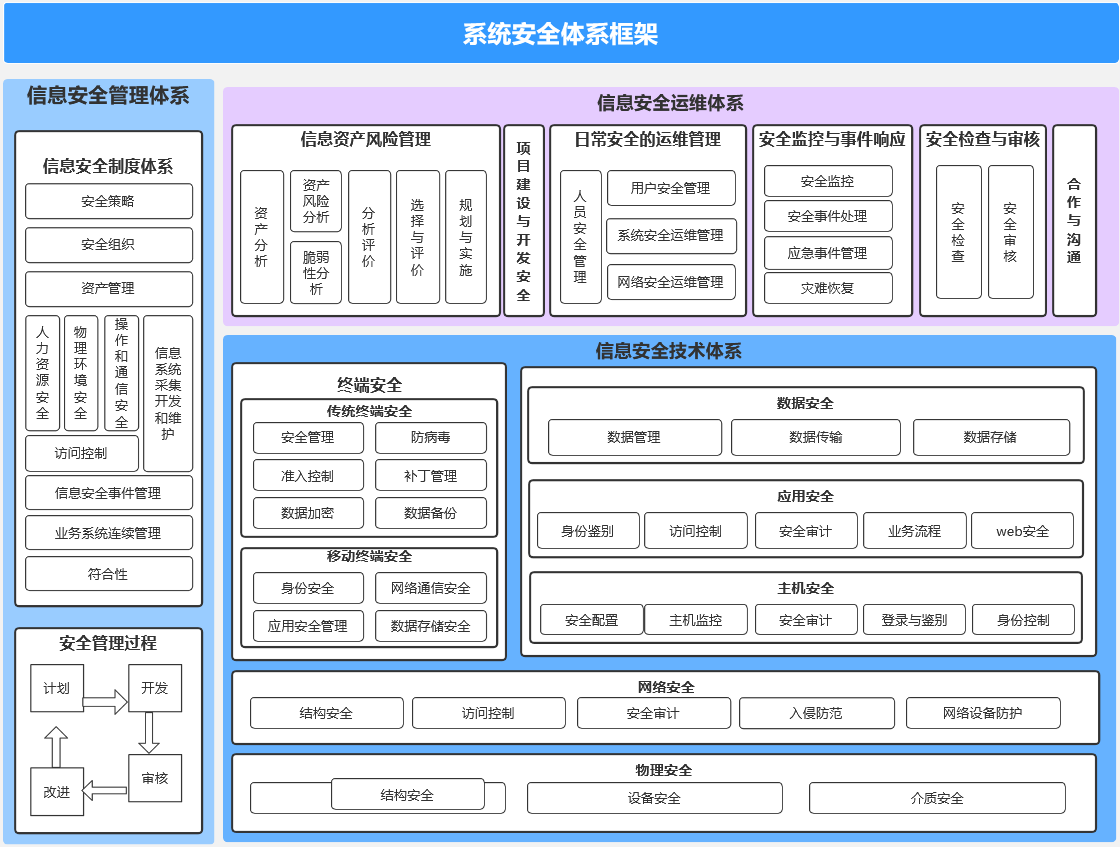 系统安全体系框架
信息安全管理体系
信息安全制度体系
安全策略
安全组织
资产管理
人力资源安全
物理环境安全
操作和通信安全
信息
系统
采集
开发
和维
护
访问控制
信息安全事件管理
业务系统连续管理
符合性
安全管理过程
计划
开发
改进
审核
信息安全运维体系
信息资产风险管理
资产分析
资产
风险
分析
脆弱
性分
析
分析评价
选择与评价
规划与实施
项目建设与开发安全
日常安全的运维管理
人员安全管理
用户安全管理
系统安全运维管理
网络安全运维管理
安全监控与事件响应
安全监控
安全事件处理
应急事件管理
灾难恢复
安全检查与审核
安全检查
安全审核
合作与沟通
信息安全技术体系
终端安全
传统终端安全
安全管理
防病毒
准入控制
补丁管理
数据加密
数据备份
移动终端安全
身份安全
网络通信安全
应用安全管理
数据存储安全
数据安全
数据管理
数据传输
数据存储
应用安全
身份鉴别
访问控制
安全审计
业务流程
web安全
主机安全
安全配置
主机监控
安全审计
登录与鉴别
身份控制
网络安全
结构安全
访问控制
安全审计
入侵防范
网络设备防护
物理安全
结构安全
设备安全
介质安全